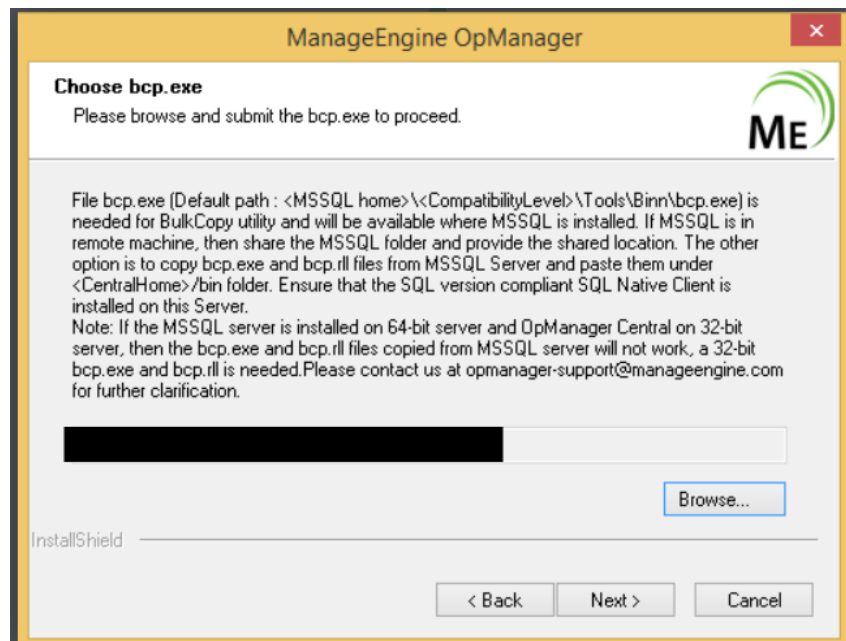 ManageEngine OpManager
Choose bcp.exe
Please browse and submit the bcp.exe to proceed.
ME
File bcp.exe (Default path : <MSSQL home>\<CompatibilityLevel>\Tools\Binn\bcp.exe) is
needed for BulkCopy utility and will be available where MSSQL is installed. If MSSQL is in
remote machine, then share the MSSQL folder and provide the shared location. The other
option is to copy bcp.exe and bcp.rll files from MSSQL Server and paste them under
<CentralHome>/bin folder. Ensure that the SQL version compliant SQL Native Client is
installed on this Server.
Note: If the MSSQL server is installed on 64-bit server and OpManager Central on 32-bit
server, then the bcp.exe and bcp.rll files copied from MSSQL server will not work, a 32-bit
bcp.exe and bcp.rll is needed.Please contact us at opmanager-support@manageengine.com
for further clarification.
Browse...
InstallShield
< Back
Next >
Cancel